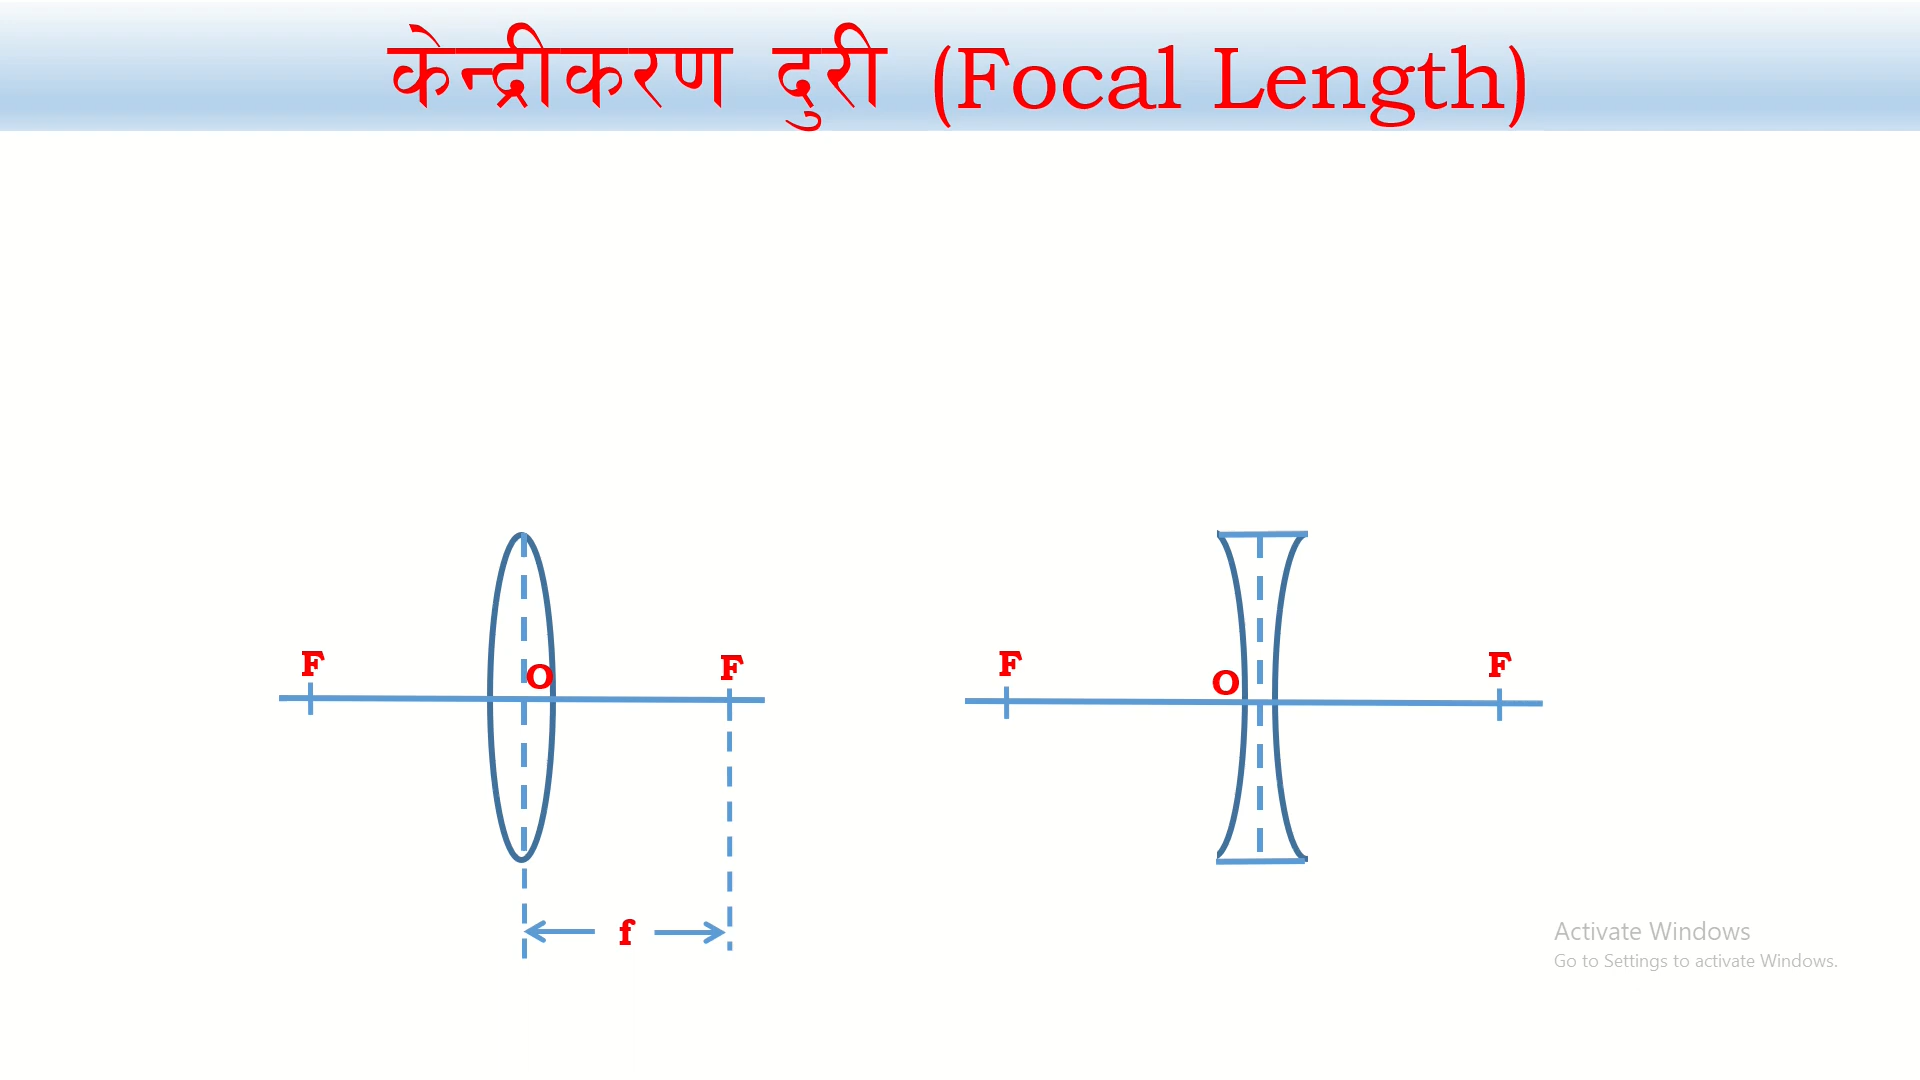 केन्द्रीकरण दुरी (Focal Length)
F
O
F
f
F
O
F
Activate Windows
Go to Settings to activate Windows.